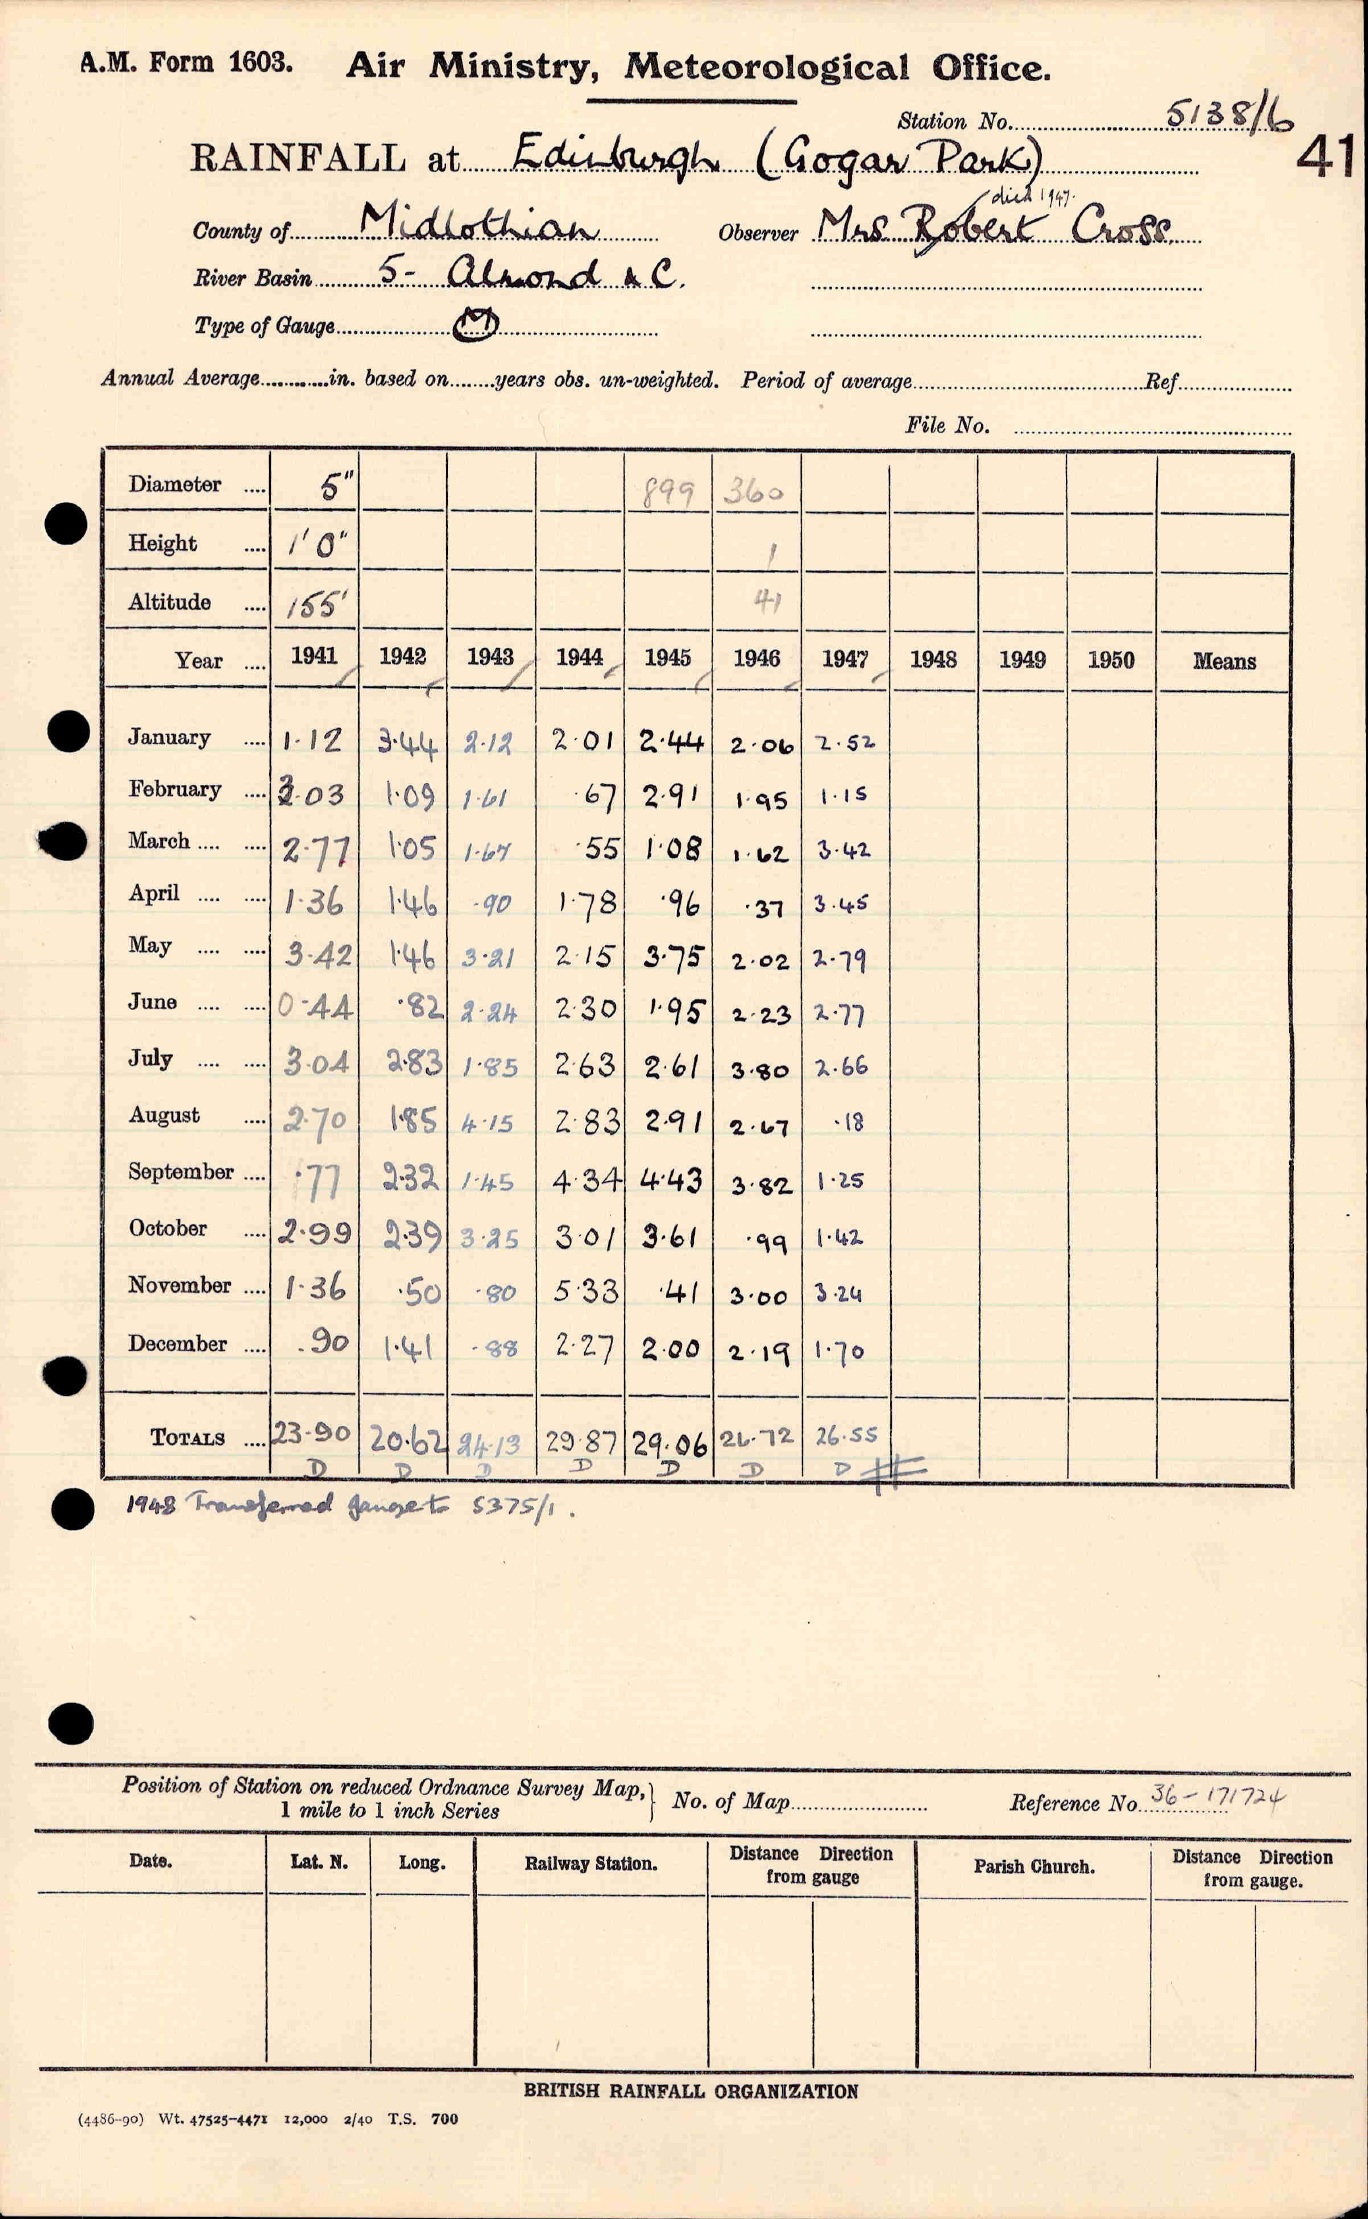 A.M. Form 1603. Air Ministry, Meteorological Office.
Station No. 5138/6
RAINFALL at Edinburgh (Gogar Park) 41
died 1947.
County of Midlothian Observer Mrs Robert Cross
River Basin 5- Almond &C.
Type of Gauge M
Annual Average in. based on years obs. un-weighted. Period of average Ref.
File No.
Diameter 5" 899 360
Height 1'0" 1
Altitude 155' 41
Year 1941 1942 1943 1944 1945 1946 1947 1948 1949 1950 Means
January 1·12 3·44 2·12 2·01 2·44 2·06 2·52
February 3·03 1·09 1·61 ·67 2·91 1·95 1·15
March 2·77 1·05 1·67 ·55 1·08 1·62 3·42
April 1·36 1·46 ·90 1·78 ·96 ·37 3·45
May 3·42 1·46 3·21 2·15 3·75 2·02 2·79
June 0·44 ·82 2·24 2·30 1·95 2·23 2·77
July 3·04 2·83 1·85 2·63 2·61 3·80 2·66
August 2·70 1·85 4·15 2·83 2·91 2·67 ·18
September ·77 2·32 1·45 4·34 4·43 3·82 1·25
October 2·99 2·39 3·25 3·01 3·61 ·99 1·42
November 1·36 ·50 ·80 5·33 ·41 3·00 3·24
December ·90 1·41 ·88 2·27 2·00 2·19 1·70
TOTALS 23·90 20·62 24·13 29·87 29·06 26·72 26·55
D D D D D D D
1948 Transferred gauge to 5375/1.
Position of Station on reduced Ordnance Survey Map, 1 mile to 1 inch Series } No. of Map Reference No. 36-171724
Date. Lat. N. Long. Railway Station. Distance Direction from gauge Parish Church. Distance Direction from gauge.
BRITISH RAINFALL ORGANIZATION
(4486-90) Wt. 47525-4471 12,000 2/40 T.S. 700